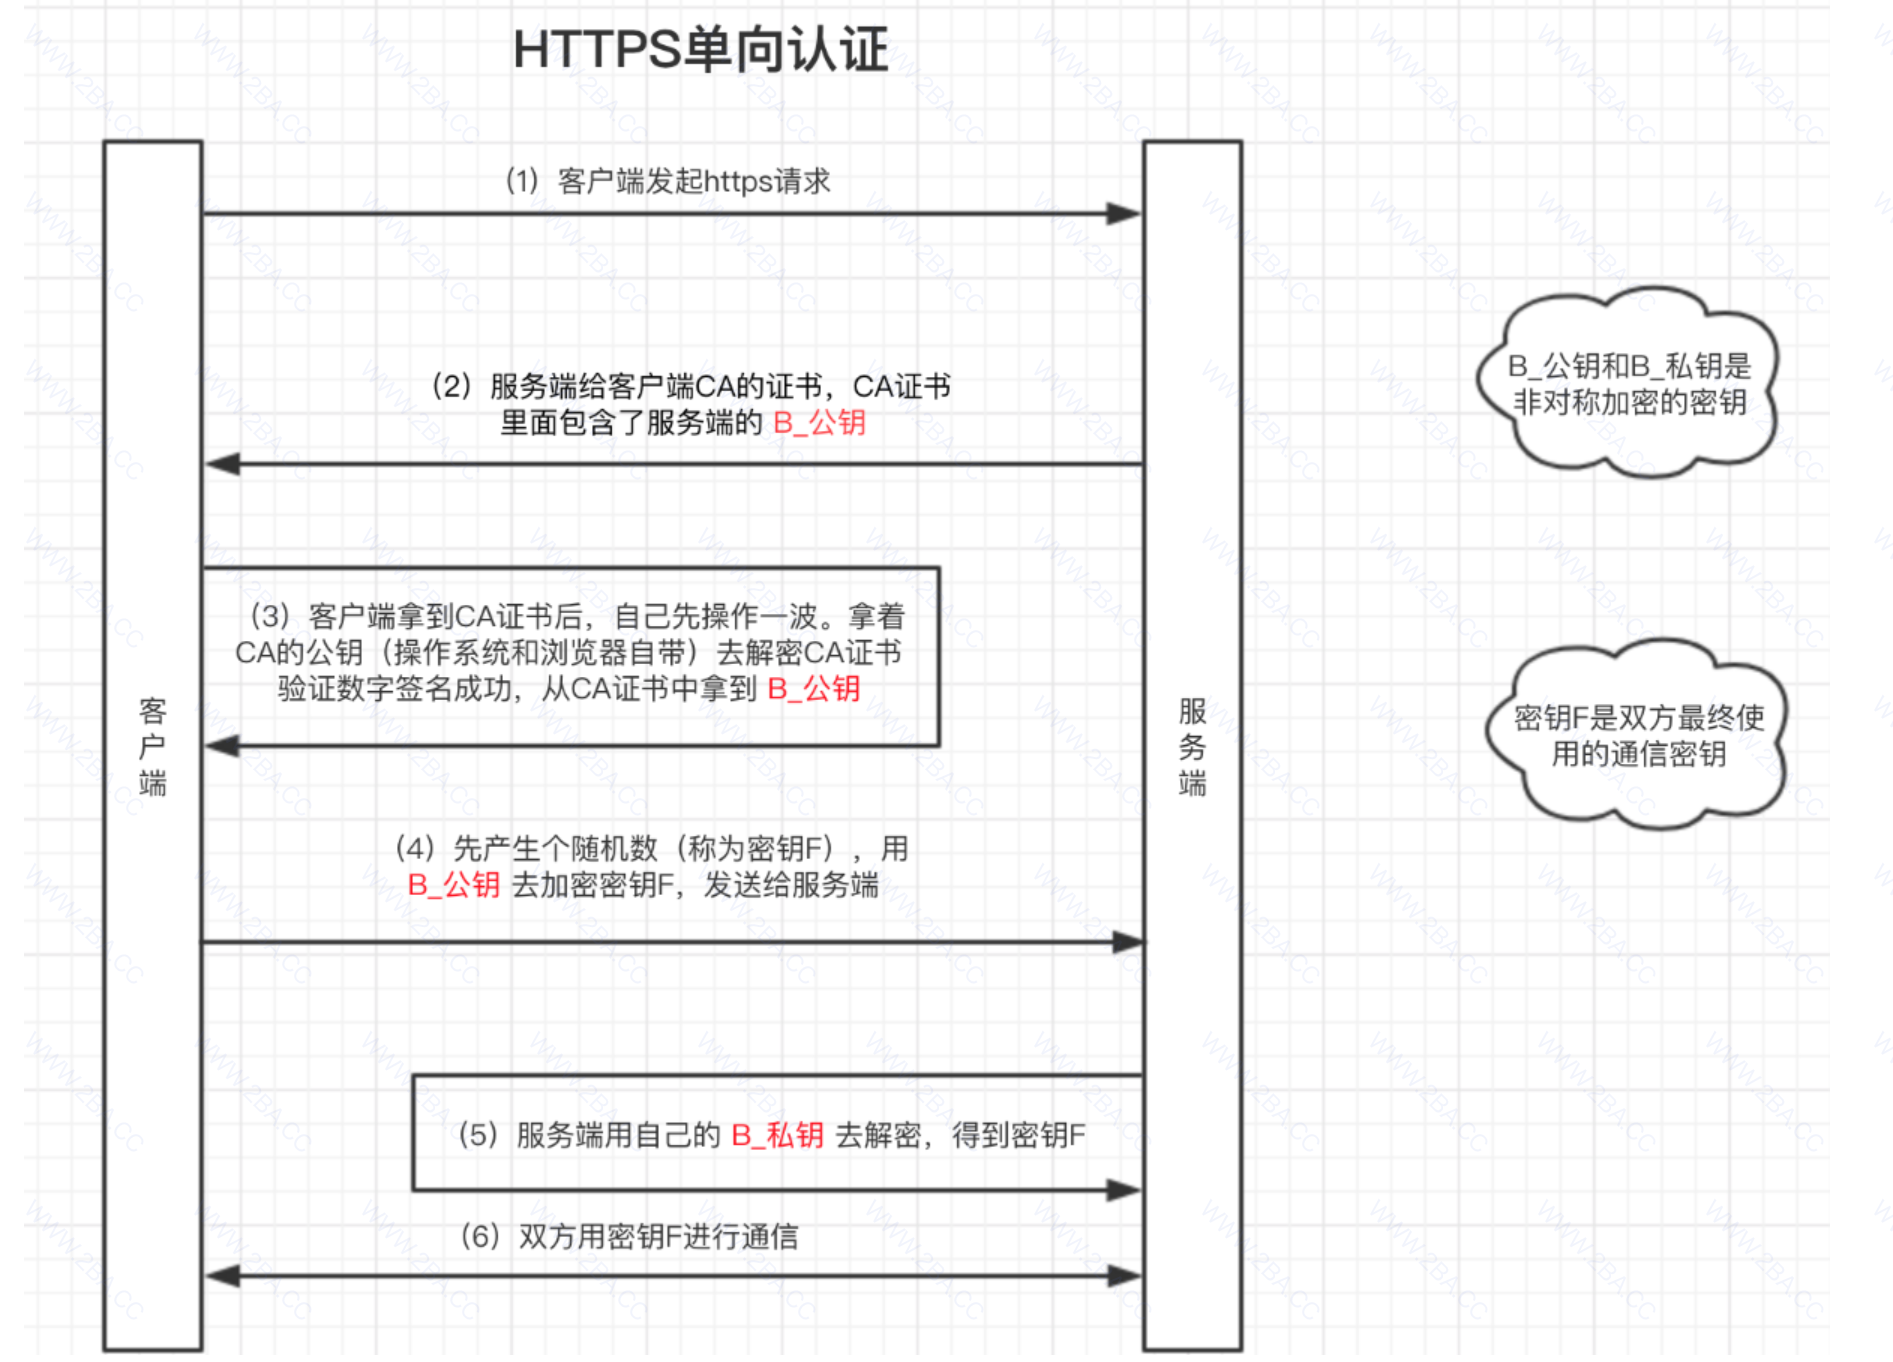 HTTPS单向认证
（1）客户端发起https请求
（2）服务端给客户端CA的证书，CA证书
里面包含了服务端的 B_公钥
B_公钥和B_私钥是
非对称加密的密钥
（3）客户端拿到CA证书后，自己先操作一波。拿着
CA的公钥（操作系统和浏览器自带）去解密CA证书
验证数字签名成功，从CA证书中拿到 B_公钥
客户端
服务端
密钥F是双方最终使
用的通信密钥
（4）先产生个随机数（称为密钥F），用
B_公钥 去加密密钥F，发送给服务端
（5）服务端用自己的 B_私钥 去解密，得到密钥F
（6）双方用密钥F进行通信
WWW.2BA.CC